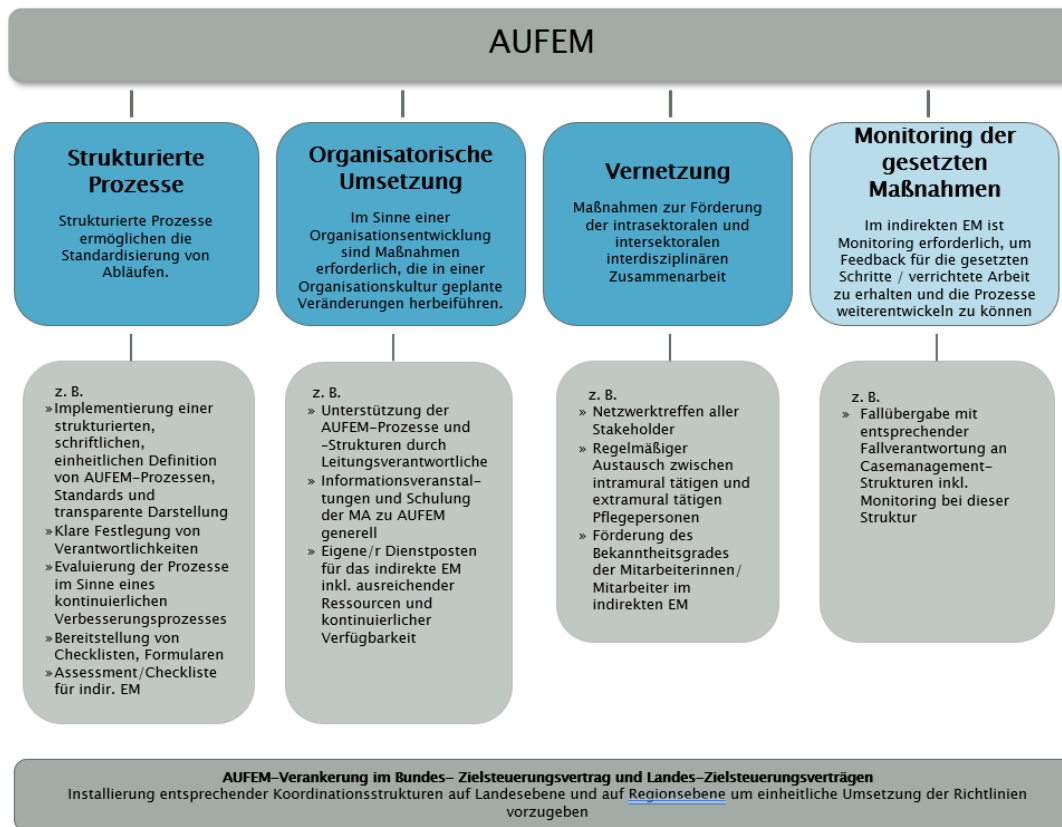 AUFEM
Strukturierte
Prozesse
Strukturierte Prozesse
ermöglichen die
Standardisierung von
Abläufen.
Organisatorische
Umsetzung
Im Sinne einer
Organisationsentwicklung
sind Maßnahmen
erforderlich, die in einer
Organisationskultur geplante
Veränderungen herbeiführen.
Vernetzung
Maßnahmen zur Förderung
der intrasektoralen und
intersektoralen
interdisziplinären
Zusammenarbeit
Monitoring der
gesetzten
Maßnahmen
Im indirekten EM ist
Monitoring erforderlich, um
Feedback für die gesetzten
Schritte / verrichtete Arbeit
zu erhalten und die Prozesse
weiterentwickeln zu können
z. B.
»Implementierung einer
strukturierten,
schriftlichen,
einheitlichen Definition
von AUFEM-Prozessen,
Standards und
transparente Darstellung
»Klare Festlegung von
Verantwortlichkeiten
»Evaluierung der Prozesse
im Sinne eines
kontinuierlichen
Verbesserungsprozesses
»Bereitstellung von
Checklisten, Formularen
»Assessment/Checkliste
für indir. EM
z. B.
» Unterstützung der
AUFEM-Prozesse und
-Strukturen durch
Leitungsverantwortliche
» Informationsveranstal-
tungen und Schulung
der MA zu AUFEM
generell
» Eigene/r Dienstposten
für das indirekte EM
inkl. ausreichender
Ressourcen und
kontinuierlicher
Verfügbarkeit
z. B.
» Netzwerktreffen aller
Stakeholder
» Regelmäßiger
Austausch zwischen
intramural tätigen und
extramural tätigen
Pflegepersonen
» Förderung des
Bekanntheitsgrades
der Mitarbeiterinnen/
Mitarbeiter im
indirekten EM
z. B.
» Fallübergabe mit
entsprechender
Fallverantwortung an
Casemanagement-
Strukturen inkl.
Monitoring bei dieser
Struktur
AUFEM-Verankerung im Bundes- Zielsteuerungsvertrag und Landes-Zielsteuerungsverträgen
Installierung entsprechender Koordinationsstrukturen auf Landesebene und auf Regionsebene um einheitliche Umsetzung der Richtlinien
vorzugeben